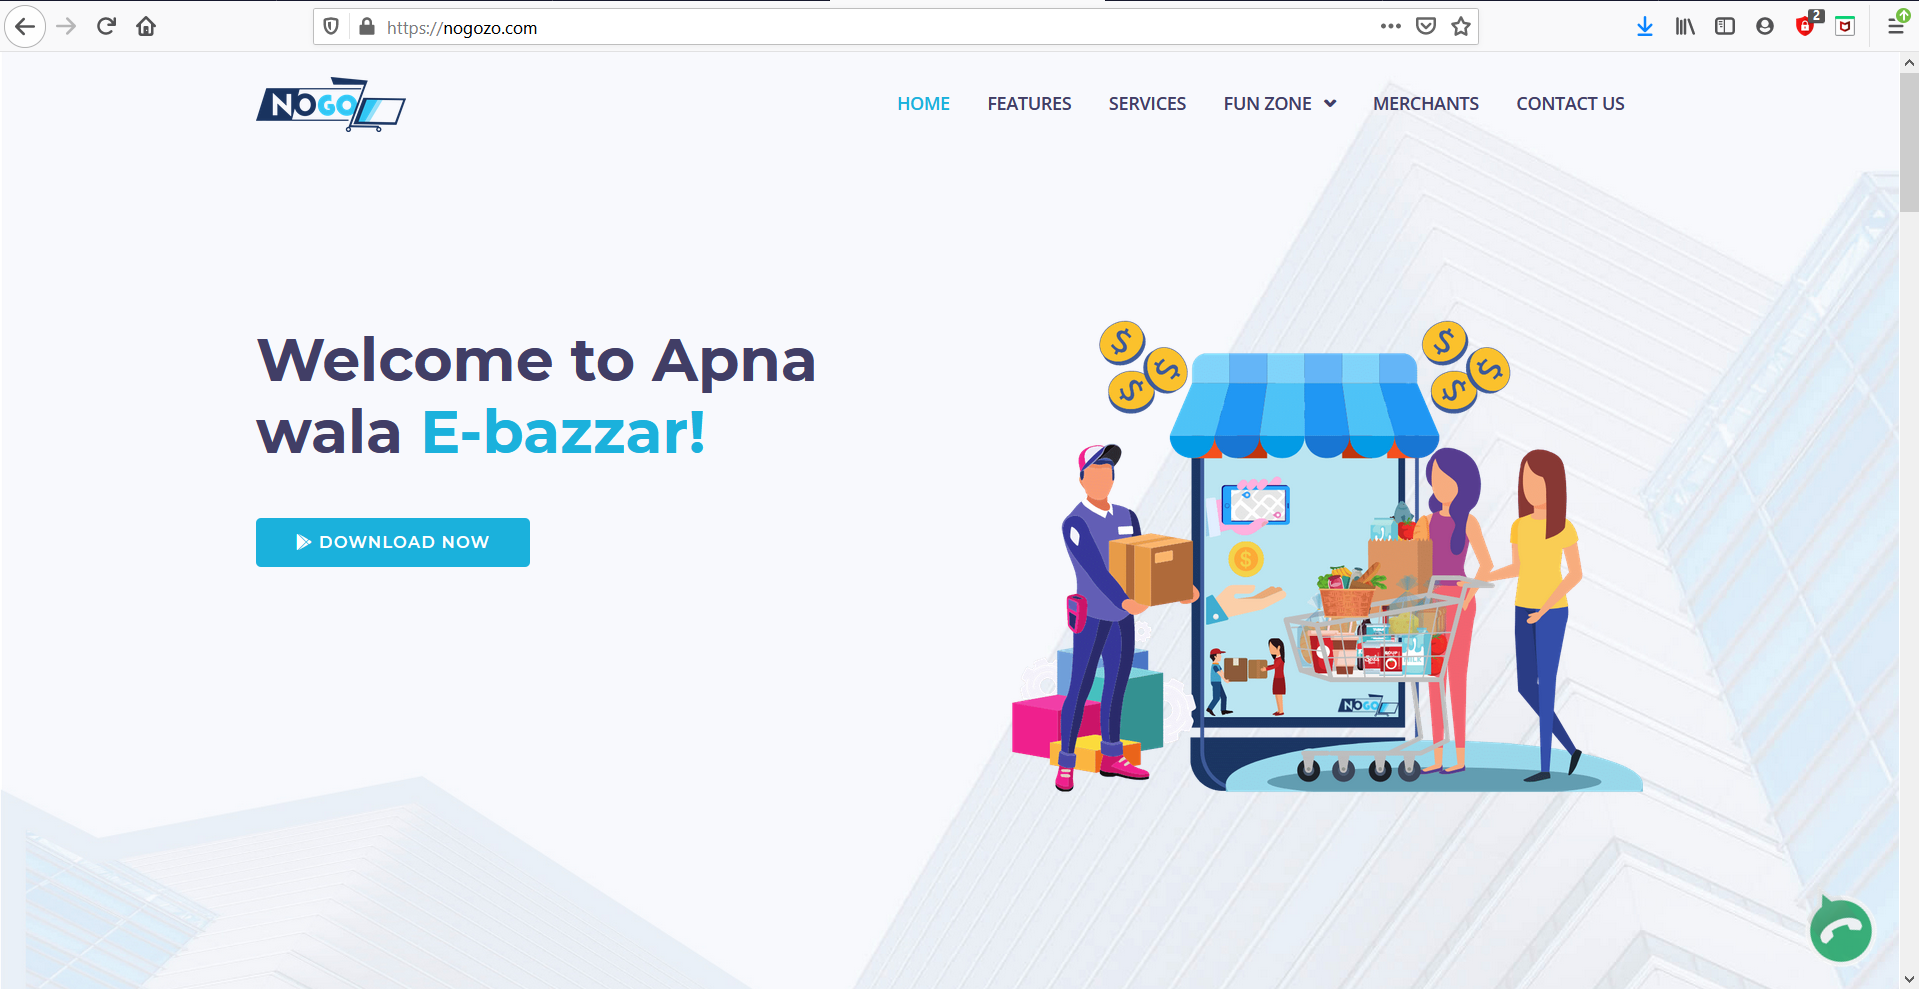 https://nogozo.com
2
NOGO
HOME FEATURES SERVICES FUN ZONE MERCHANTS CONTACT US
Welcome to Apna
wala E-bazzar!
DOWNLOAD NOW
NOGO